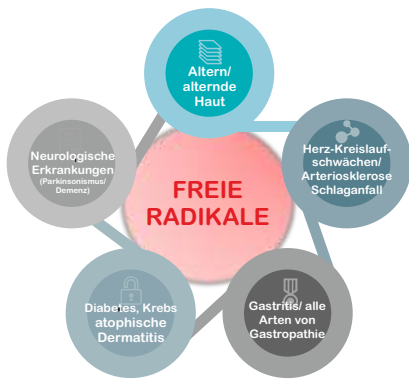 Altern/
alternde
Haut
Herz-Kreislauf-
schwächen/
Arteriosklerose
Schlaganfall
Neurologische
Erkrankungen
(Parkinsonismus/
Demenz)
FREIE
RADIKALE
Diabetes, Krebs
atophische
Dermatitis
Gastritis/ alle
Arten von
Gastropathie